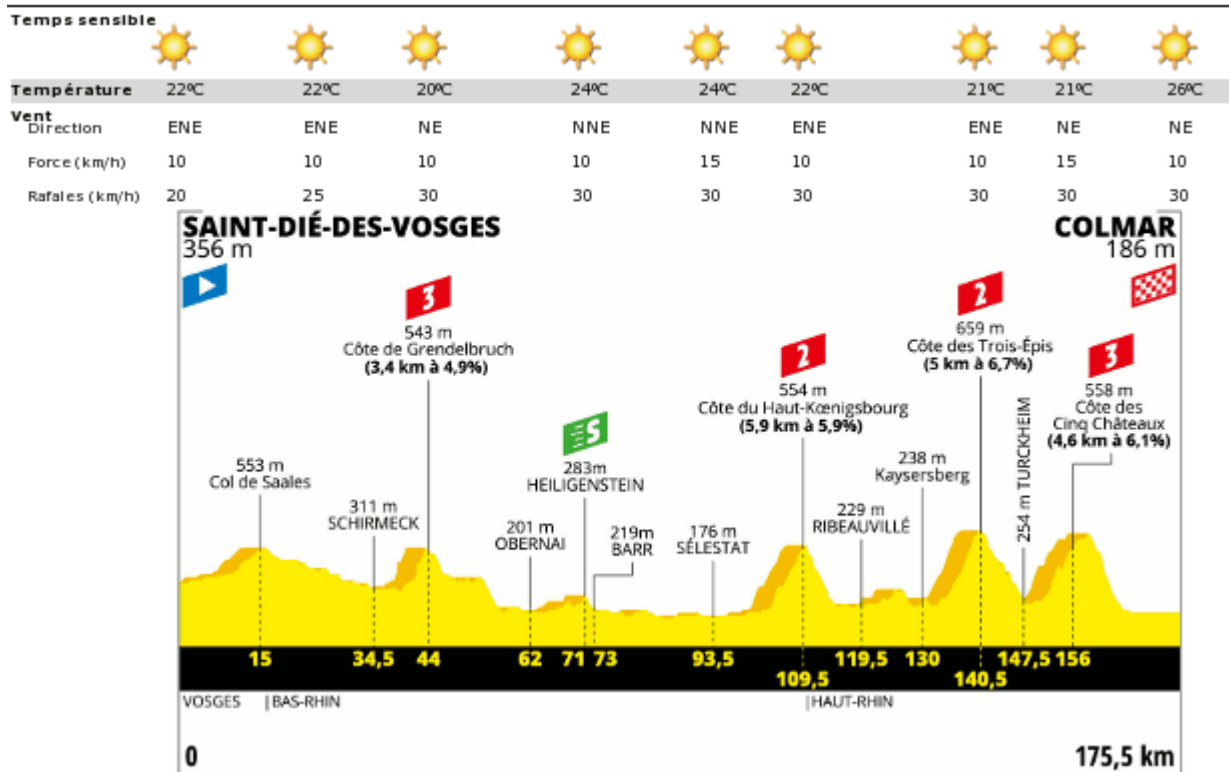 Temps sensible
Température 22ºC 22ºC 20ºC 24ºC 24ºC 22ºC 21ºC 21ºC 26ºC
Vent
Direction ENE ENE NE NNE NNE ENE ENE NE NE
Force (km/h) 10 10 10 10 15 10 10 15 10
Rafales (km/h) 20 25 30 30 30 30 30 30 30
SAINT-DIÉ-DES-VOSGES
356 m
COLMAR
186 m
553 m
Col de Saales
311 m
SCHIRMECK
3
543 m
Côte de Grendelbruch
(3,4 km à 4,9%)
201 m
OBERNAI
S
283m
HEILIGENSTEIN
219m
BARR
176 m
SÉLESTAT
2
554 m
Côte du Haut-Kœnigsbourg
(5,9 km à 5,9%)
229 m
RIBEAUVILLÉ
238 m
Kaysersberg
2
659 m
Côte des Trois-Épis
(5 km à 6,7%)
254 m TURCKHEIM
3
558 m
Côte des
Cinq Châteaux
(4,6 km à 6,1%)
15 34,5 44 62 71 73 93,5 109,5 119,5 130 140,5 147,5 156
VOSGES |BAS-RHIN |HAUT-RHIN
0 175,5 km